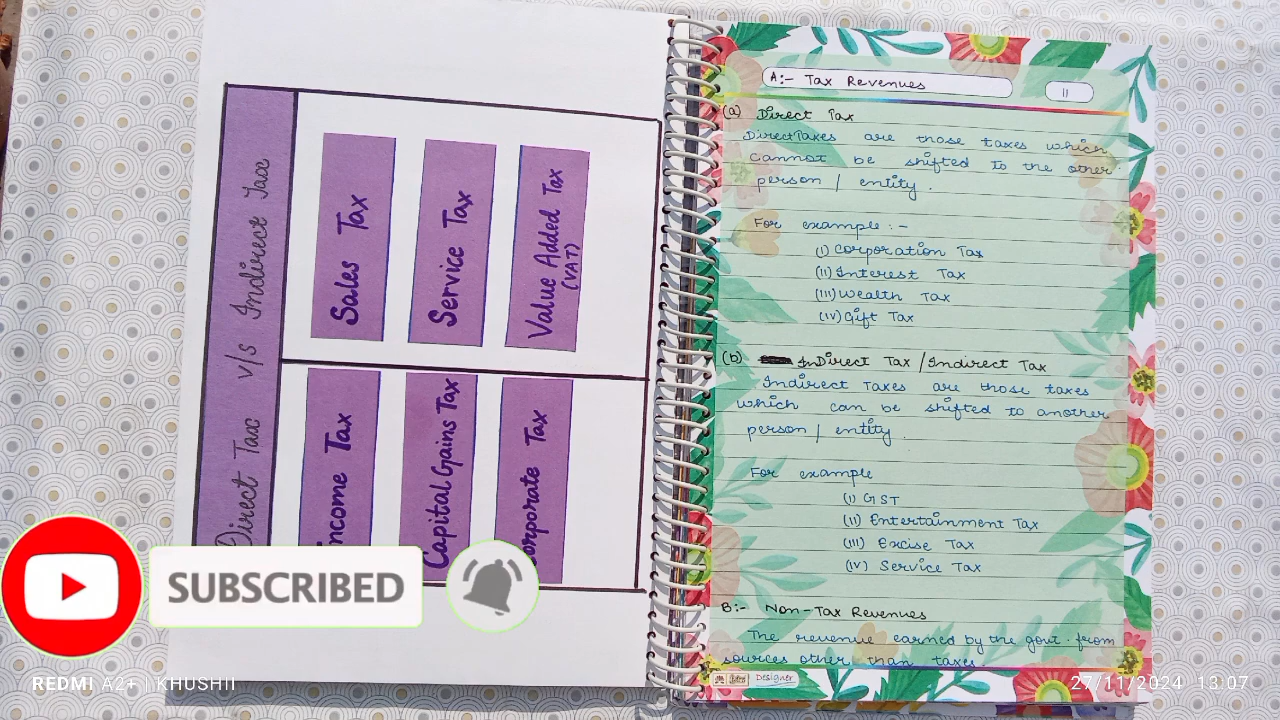 Direct Tax v/s Indirect Tax
Sales Tax
Service Tax
Value Added Tax
(VAT)
Income Tax
Capital Gains Tax
Corporate Tax
A:- Tax Revenues
11
(a) Direct Tax
Direct Taxes are those taxes which
cannot be shifted to the other
person / entity.
For example:-
(i) Corporation Tax
(ii) Interest Tax
(iii) Wealth Tax
(iv) Gift Tax
(b) InDirect Tax / Indirect Tax
Indirect Taxes are those taxes
which can be shifted to another
person / entity.
For example
(i) GST
(ii) Entertainment Tax
(iii) Excise Tax
(iv) Service Tax
B:- Non-Tax Revenues
The revenue earned by the govt. from
sources other than taxes.
Designer
SUBSCRIBED
REDMI A2+ | KHUSHII
27/11/2024 13:07